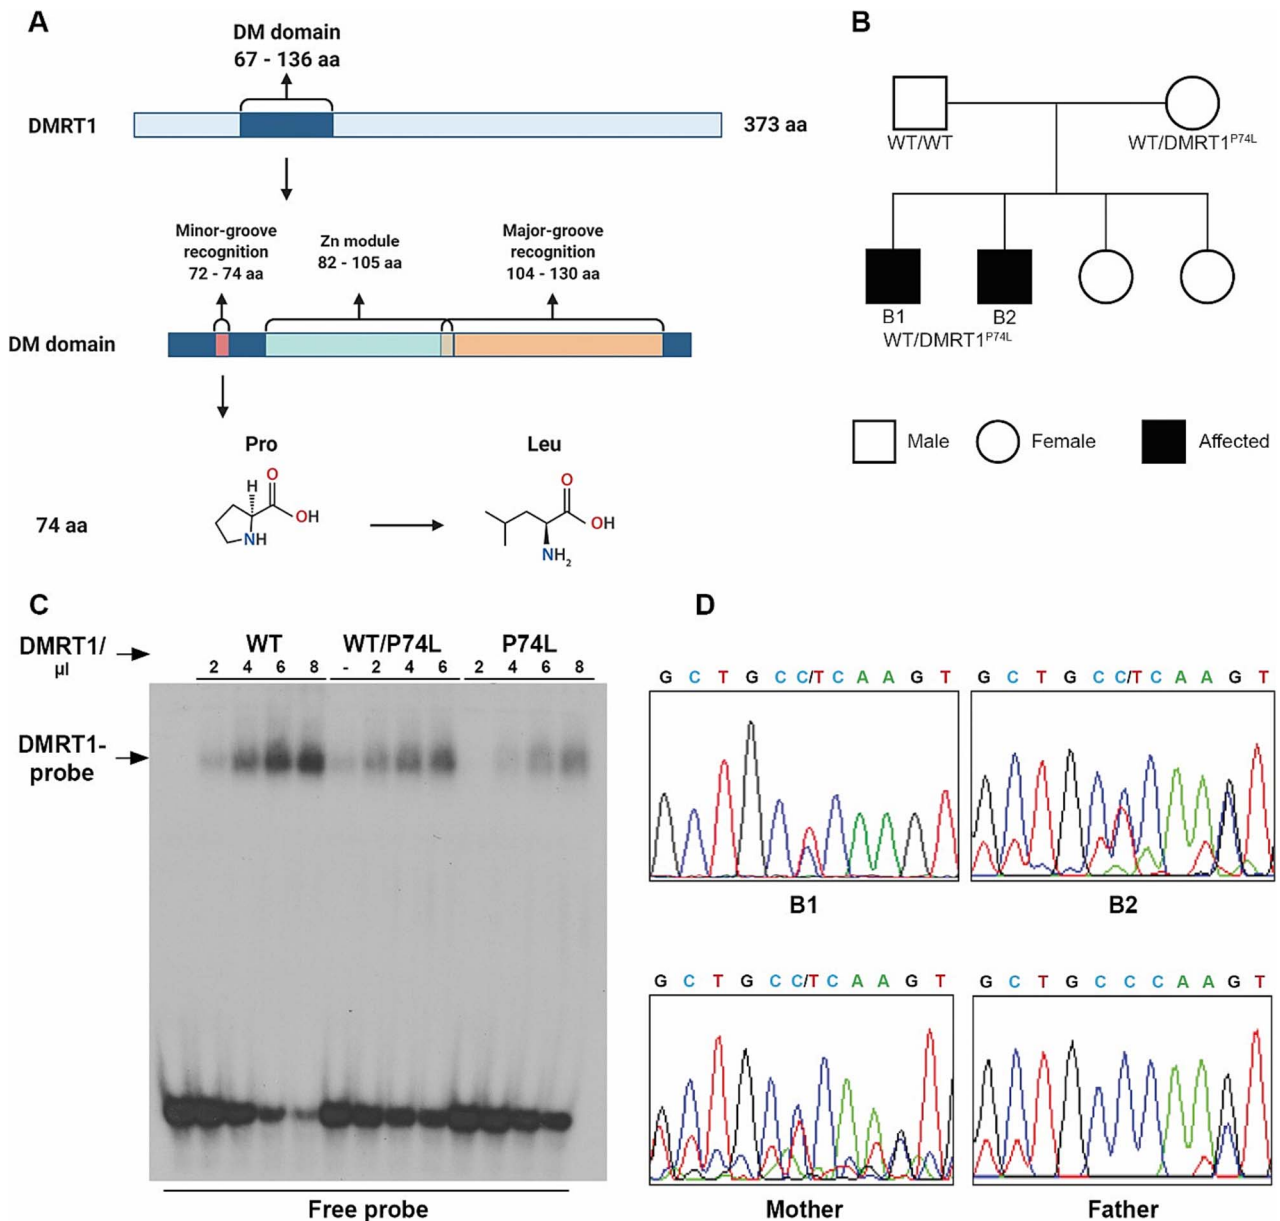 A
DM domain
67 - 136 aa
DMRT1
373 aa
Minor-groove
recognition
72 - 74 aa
Zn module
82 - 105 aa
Major-groove
recognition
104 - 130 aa
DM domain
Pro
Leu
74 aa
H
O
OH
NH
O
OH
NH2
B
WT/WT
WT/DMRT1P74L
B1
B2
WT/DMRT1P74L
Male
Female
Affected
C
DMRT1/
µl
WT
WT/P74L
P74L
2 4 6 8 - 2 4 6 2 4 6 8
DMRT1-
probe
Free probe
D
G C T G C C/T C A A G T
B1
G C T G C C/T C A A G T
B2
G C T G C C/T C A A G T
Mother
G C T G C C C A A G T
Father